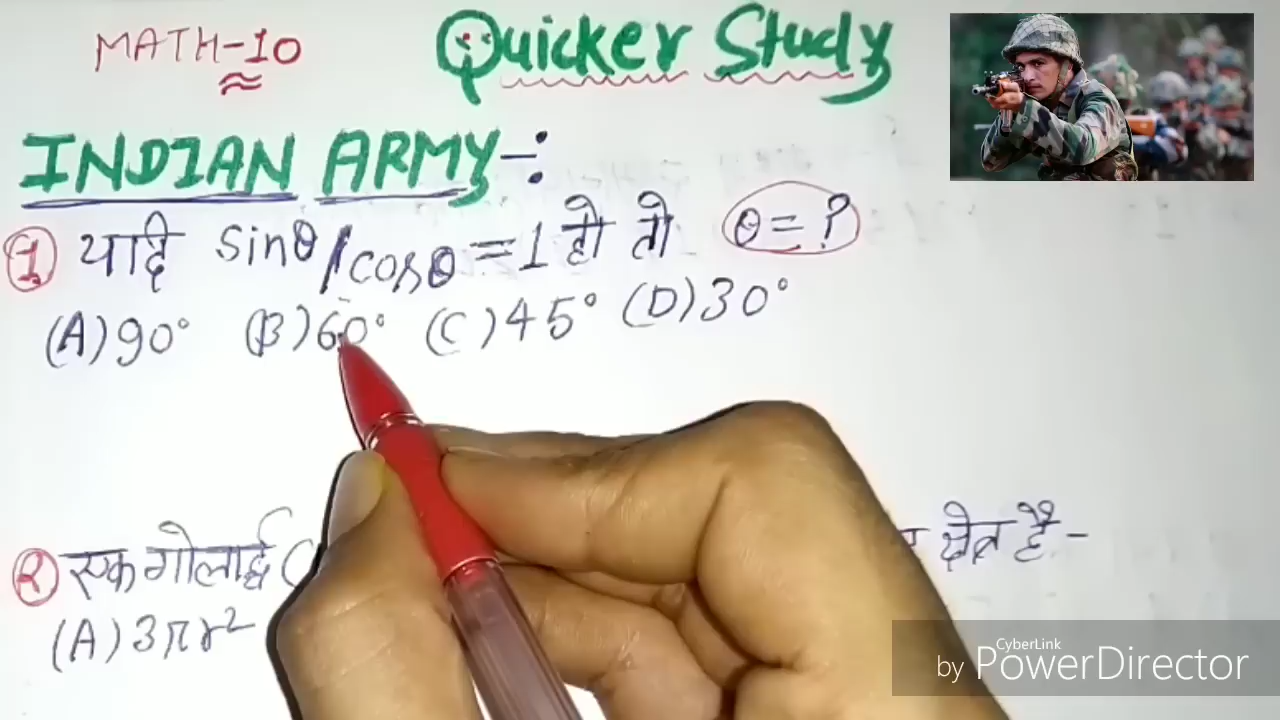 MATH-10
Quicker Study
INDIAN ARMY-:
1 यदि sinθ/cosθ = 1 हो तो θ = ?
(A) 90° (B) 60° (C) 45° (D) 30°
2 एक गोलार्द्ध ( क्षेत्र है-
(A) 3πr²
CyberLink
by PowerDirector